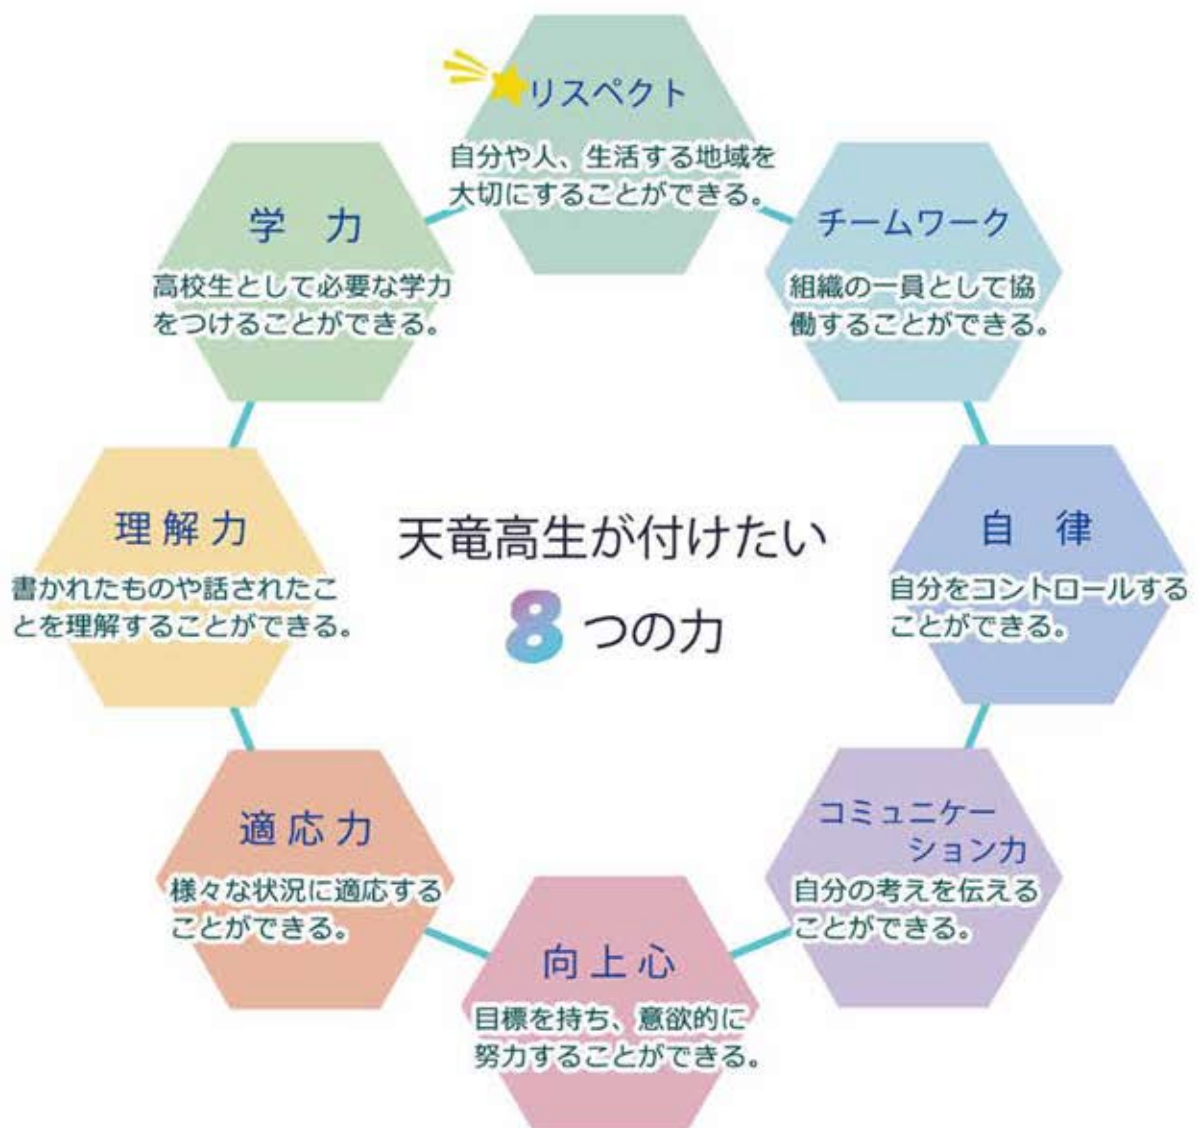 リスペクト
自分や人、生活する地域を
大切にすることができる。
チームワーク
組織の一員として協
働することができる。
自 律
自分をコントロールする
ことができる。
コミュニケー
ション力
自分の考えを伝える
ことができる。
向上心
目標を持ち、意欲的に
努力することができる。
適応力
様々な状況に適応する
ことができる。
理解力
書かれたものや話されたこ
とを理解することができる。
学 力
高校生として必要な学力
をつけることができる。
天竜高生が付けたい
8つの力